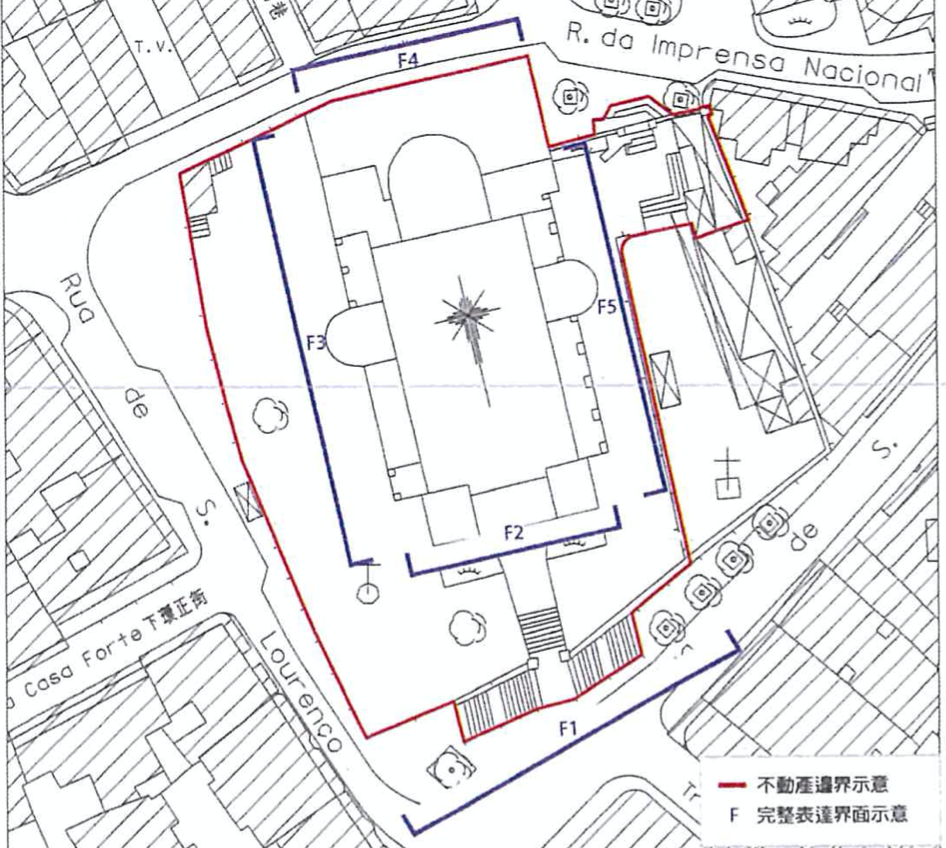 巷
T.V.
F4
R. da Imprensa Nacional
F5
F3
Rua
de
S.
S.
de
F2
Casa Forte 下環正街
Lourenço
F1
Tr
不動產邊界示意
F 完整表達界面示意